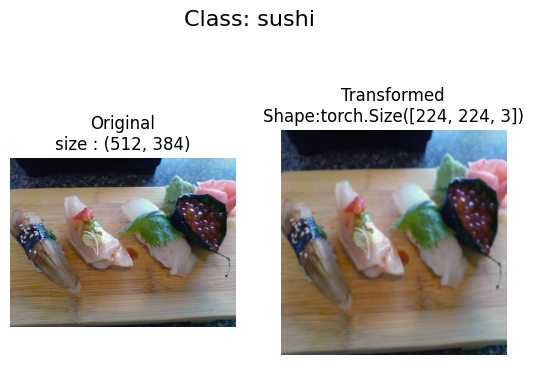 Class: sushi
Original
size : (512, 384)
Transformed
Shape:torch.Size([224, 224, 3])